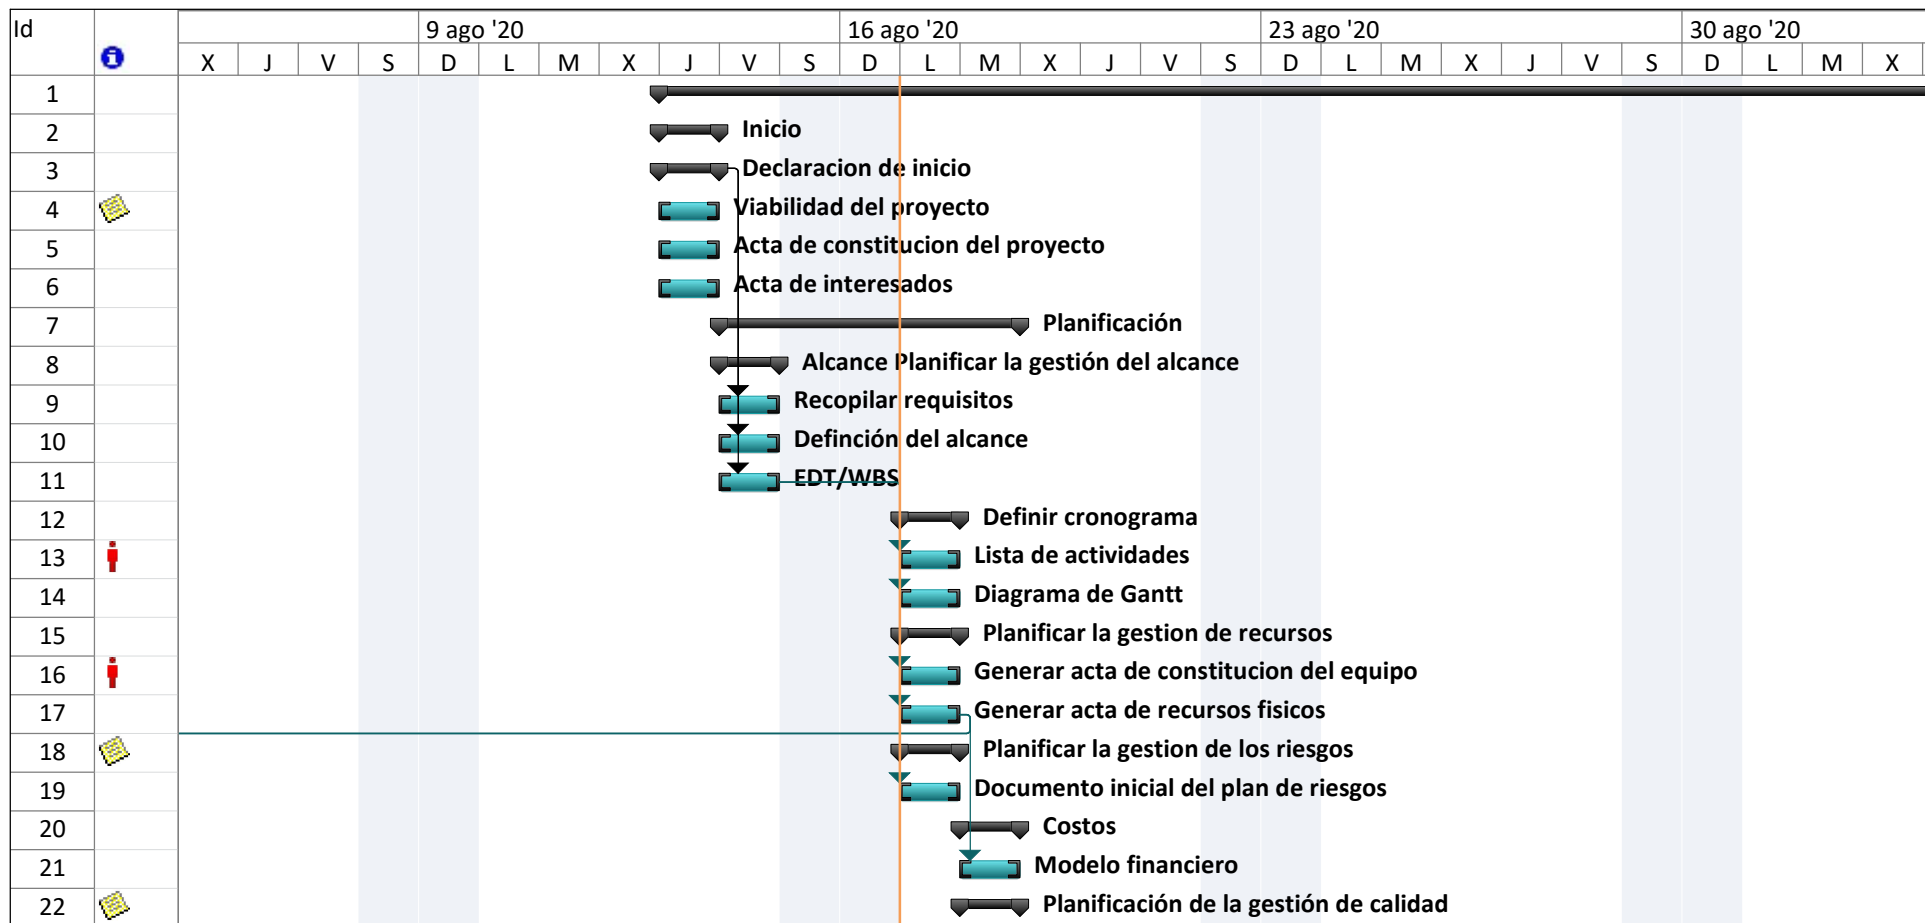 Id
9 ago '20 16 ago '20 23 ago '20 30 ago '20
X J V S D L M X J V S D L M X J V S D L M X J V S D L M X
1
2 Inicio
3 Declaracion de inicio
4 Viabilidad del proyecto
5 Acta de constitucion del proyecto
6 Acta de interesados
7 Planificación
8 Alcance Planificar la gestión del alcance
9 Recopilar requisitos
10 Definción del alcance
11 EDT/WBS
12 Definir cronograma
13 Lista de actividades
14 Diagrama de Gantt
15 Planificar la gestion de recursos
16 Generar acta de constitucion del equipo
17 Generar acta de recursos fisicos
18 Planificar la gestion de los riesgos
19 Documento inicial del plan de riesgos
20 Costos
21 Modelo financiero
22 Planificación de la gestión de calidad